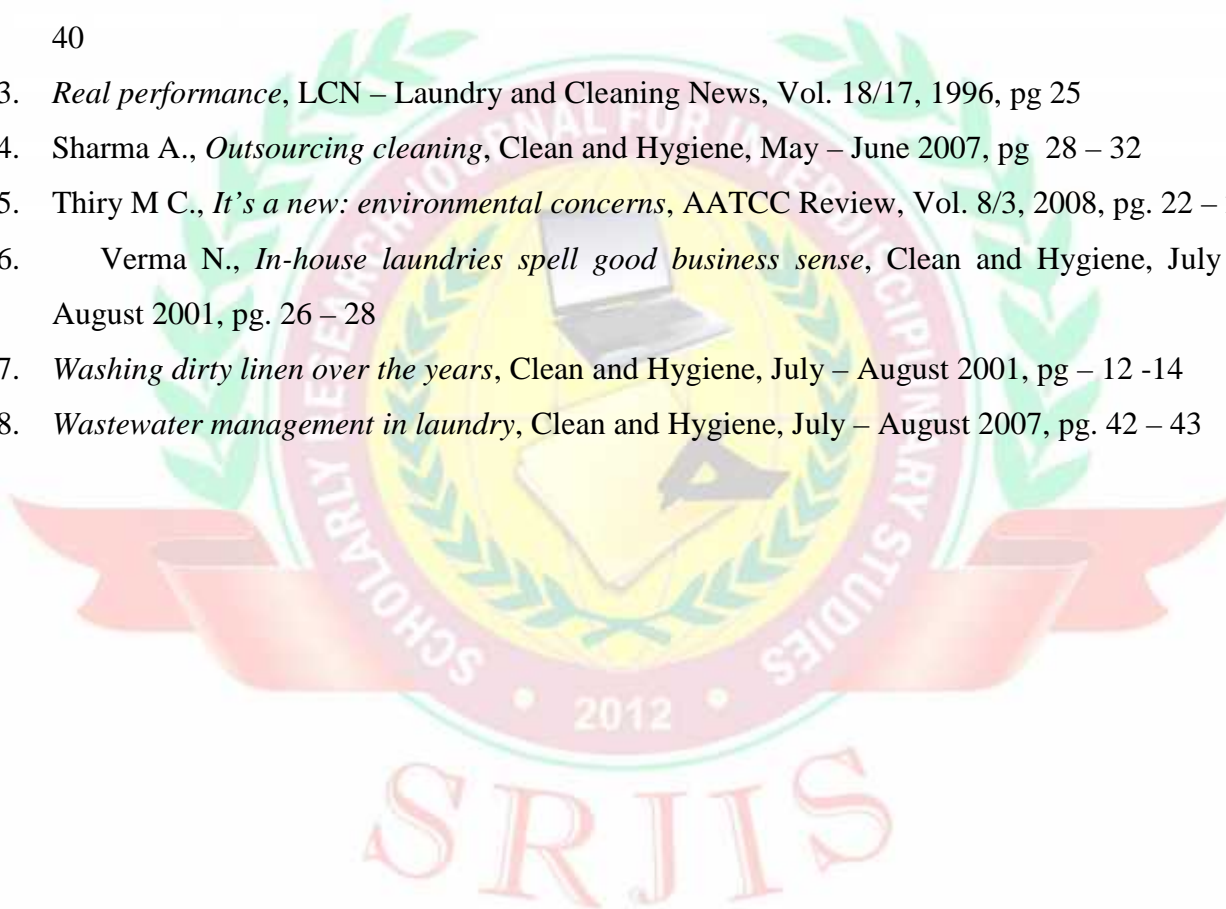 40
3. Real performance, LCN – Laundry and Cleaning News, Vol. 18/17, 1996, pg 25
4. Sharma A., Outsourcing cleaning, Clean and Hygiene, May – June 2007, pg 28 – 32
5. Thiry M C., It’s a new: environmental concerns, AATCC Review, Vol. 8/3, 2008, pg. 22 –
6. Verma N., In-house laundries spell good business sense, Clean and Hygiene, July
August 2001, pg. 26 – 28
7. Washing dirty linen over the years, Clean and Hygiene, July – August 2001, pg – 12 -14
8. Wastewater management in laundry, Clean and Hygiene, July – August 2007, pg. 42 – 43
SCHOLARLY RESEARCH JOURNAL FOR INTERDISCIPLINARY STUDIES
• 2012 •
SRJIS